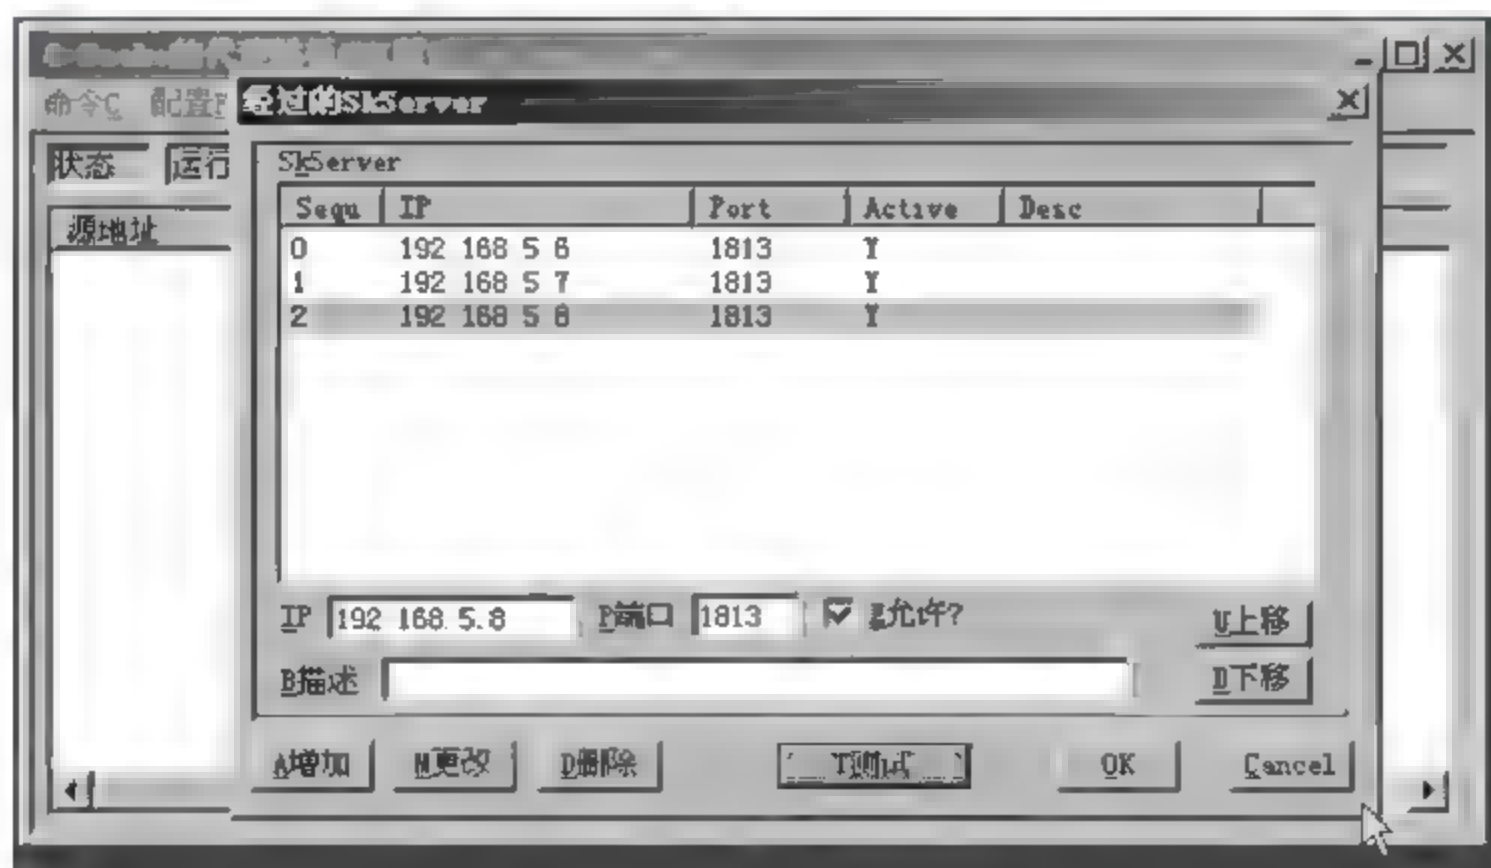 命令C 配置F
经过的SkServer
状态 运行
源地址
SkServer
Sequ IP Port Active Desc
0 192 168 5 6 1813 Y
1 192 168 5 7 1813 Y
2 192 168 5 8 1813 Y
IP 192 168.5.8 P端口 1813 允许?
U上移
B描述
D下移
A增加 M更改 D删除 T测试 OK Cancel